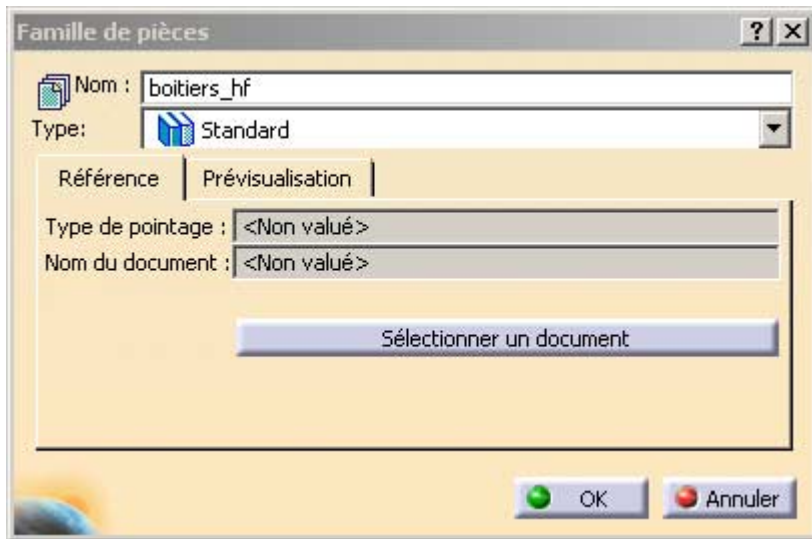 Famille de pièces
Nom : boitiers_hf
Type: Standard
Référence Prévisualisation
Type de pointage : <Non valué>
Nom du document : <Non valué>
Sélectionner un document
OK Annuler